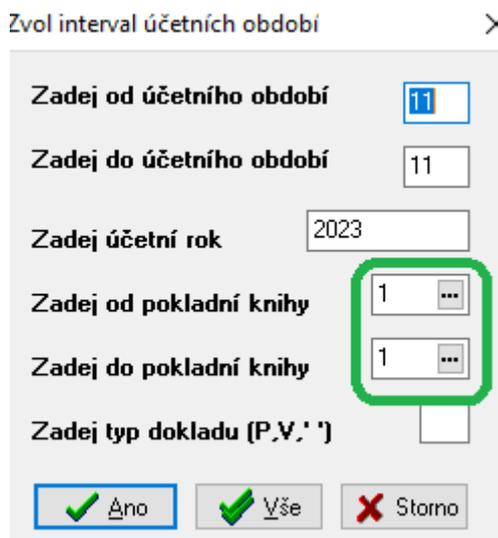 Zvol interval účetních období
Zadej od účetního období 11
Zadej do účetního období 11
Zadej účetní rok 2023
Zadej od pokladní knihy 1 ...
Zadej do pokladní knihy 1 ...
Zadej typ dokladu (P,V,' ')
Ano Vše Storno